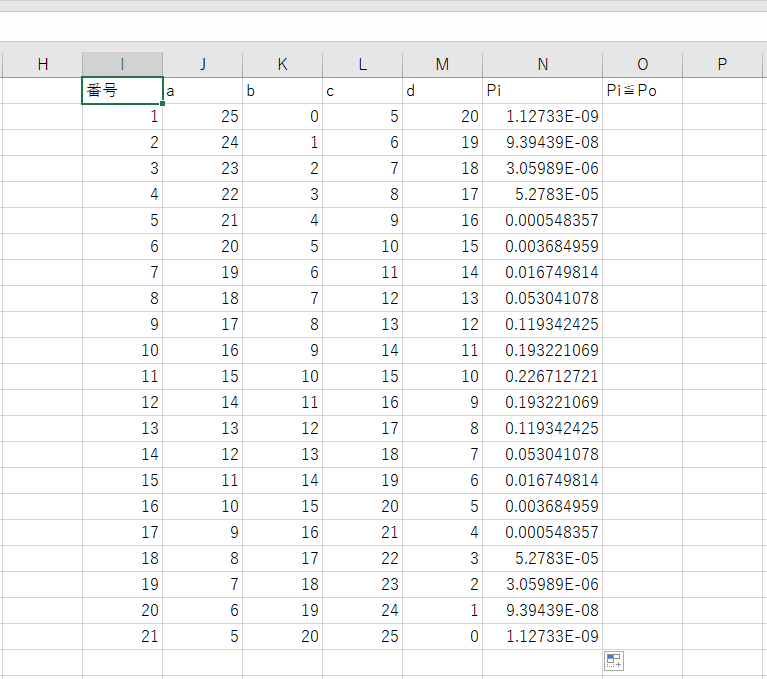 H I J K L M N O P
番号 a b c d Pi Pi≦Po
1 25 0 5 20 1.12733E-09
2 24 1 6 19 9.39439E-08
3 23 2 7 18 3.05989E-06
4 22 3 8 17 5.2783E-05
5 21 4 9 16 0.000548357
6 20 5 10 15 0.003684959
7 19 6 11 14 0.016749814
8 18 7 12 13 0.053041078
9 17 8 13 12 0.119342425
10 16 9 14 11 0.193221069
11 15 10 15 10 0.226712721
12 14 11 16 9 0.193221069
13 13 12 17 8 0.119342425
14 12 13 18 7 0.053041078
15 11 14 19 6 0.016749814
16 10 15 20 5 0.003684959
17 9 16 21 4 0.000548357
18 8 17 22 3 5.2783E-05
19 7 18 23 2 3.05989E-06
20 6 19 24 1 9.39439E-08
21 5 20 25 0 1.12733E-09